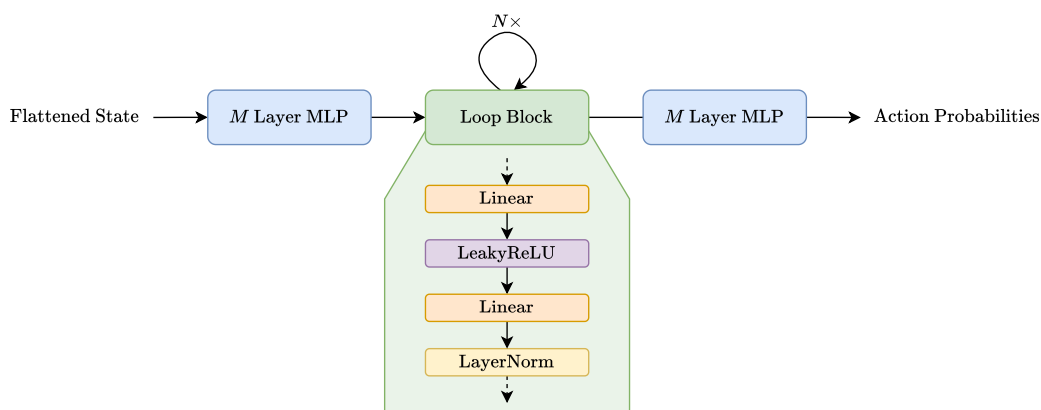 N×
Flattened State
M Layer MLP
Loop Block
M Layer MLP
Action Probabilities
Linear
LeakyReLU
Linear
LayerNorm